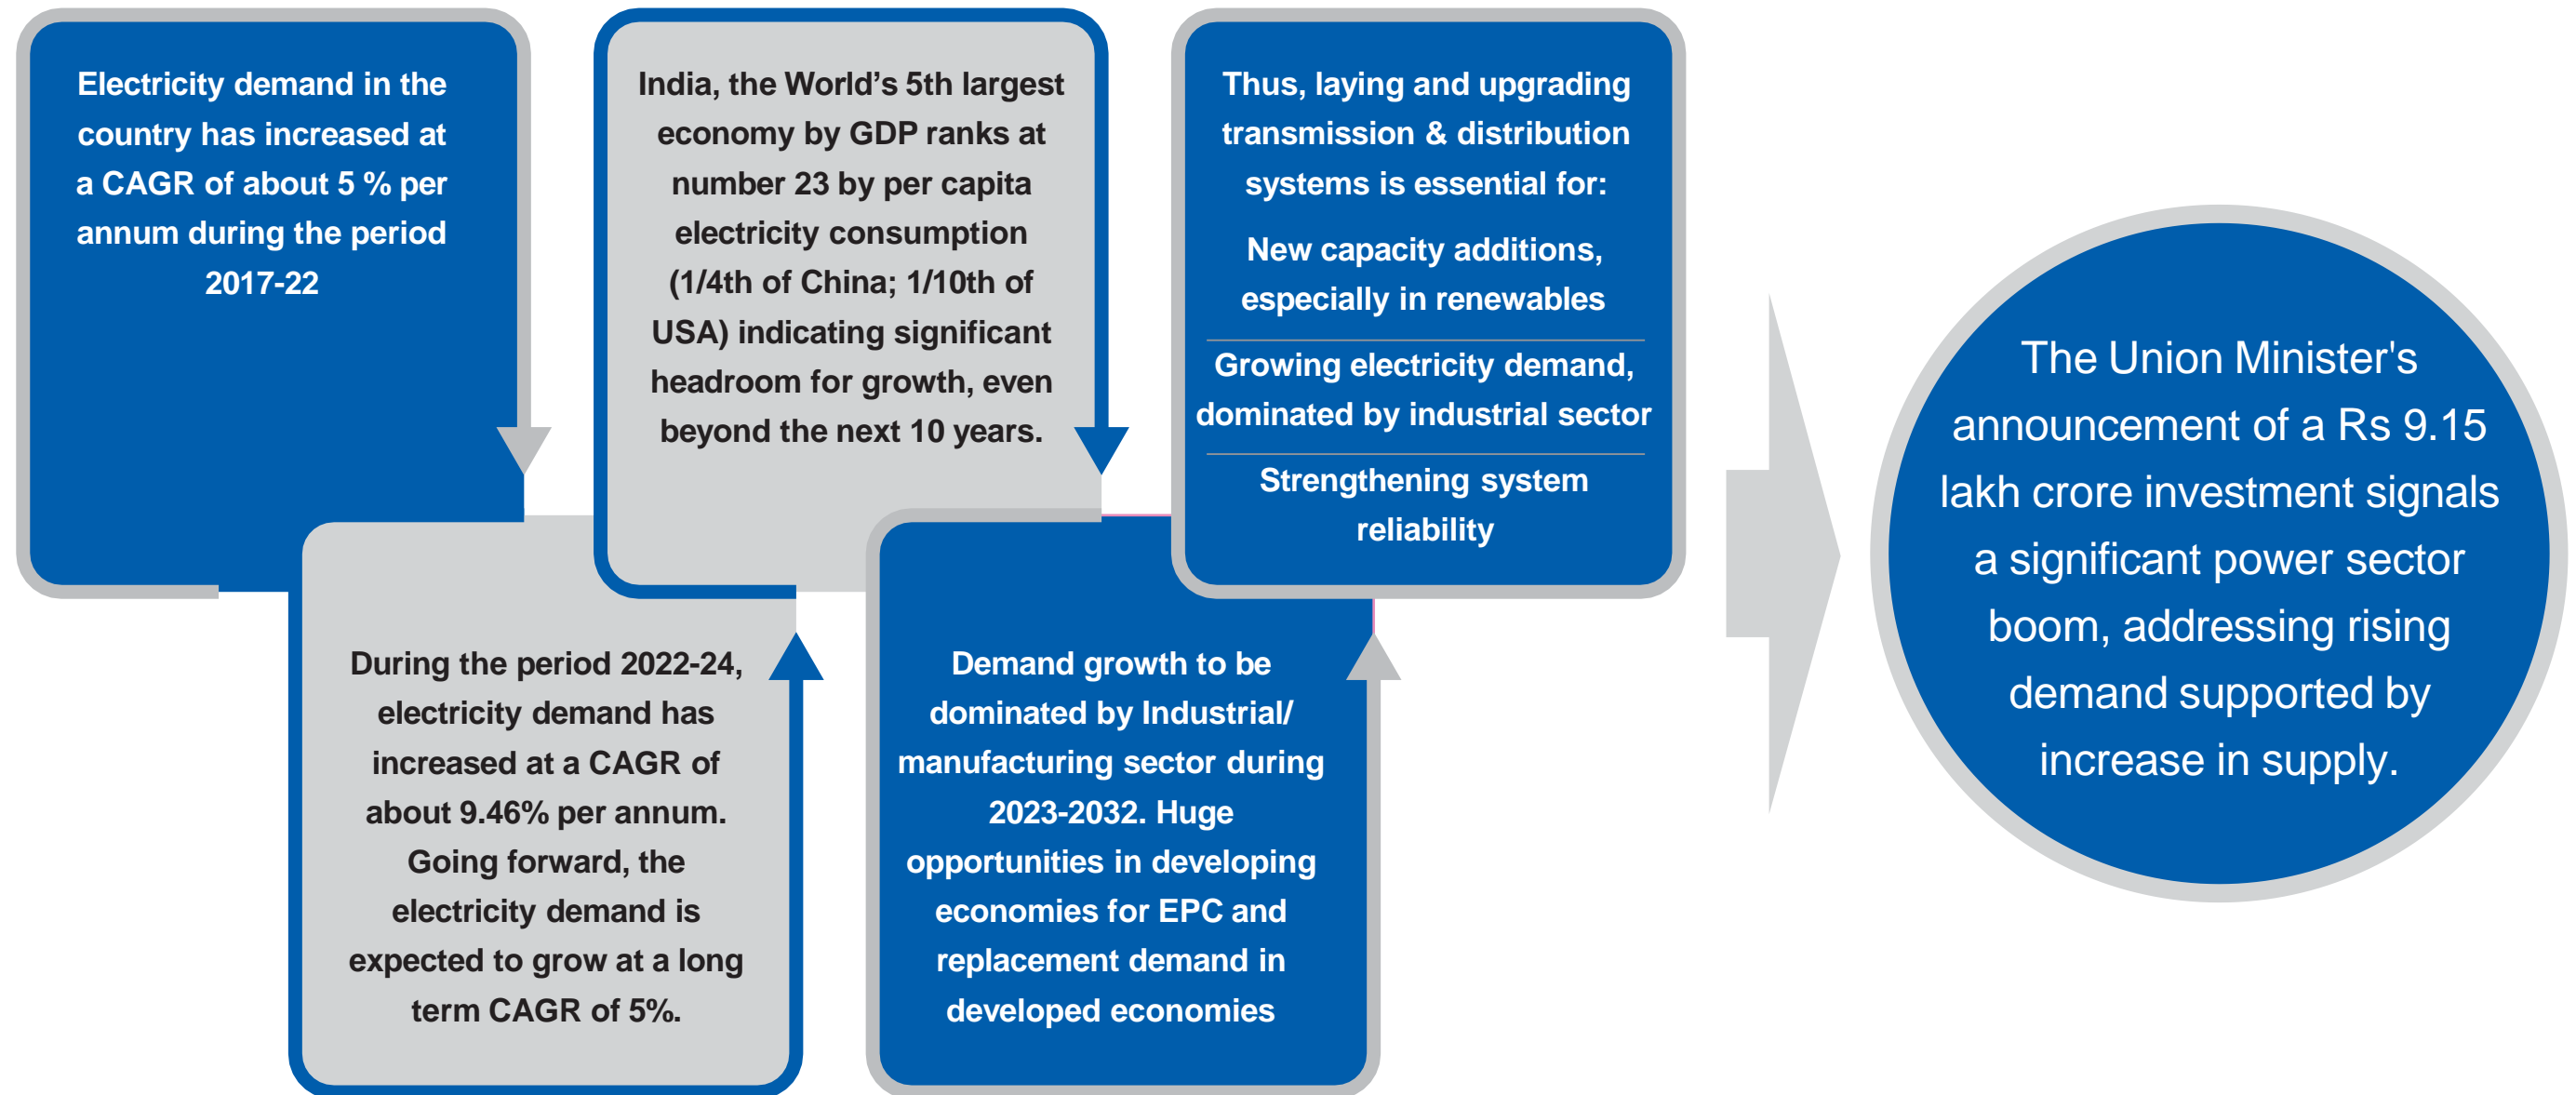 Electricity demand in the
country has increased at
a CAGR of about 5 % per
annum during the period
2017-22
During the period 2022-24,
electricity demand has
increased at a CAGR of
about 9.46% per annum.
Going forward, the
electricity demand is
expected to grow at a long
term CAGR of 5%.
India, the World’s 5th largest
economy by GDP ranks at
number 23 by per capita
electricity consumption
(1/4th of China; 1/10th of
USA) indicating significant
headroom for growth, even
beyond the next 10 years.
Demand growth to be
dominated by Industrial/
manufacturing sector during
2023-2032. Huge
opportunities in developing
economies for EPC and
replacement demand in
developed economies
Thus, laying and upgrading
transmission & distribution
systems is essential for:
New capacity additions,
especially in renewables
Growing electricity demand,
dominated by industrial sector
Strengthening system
reliability
The Union Minister's
announcement of a Rs 9.15
lakh crore investment signals
a significant power sector
boom, addressing rising
demand supported by
increase in supply.